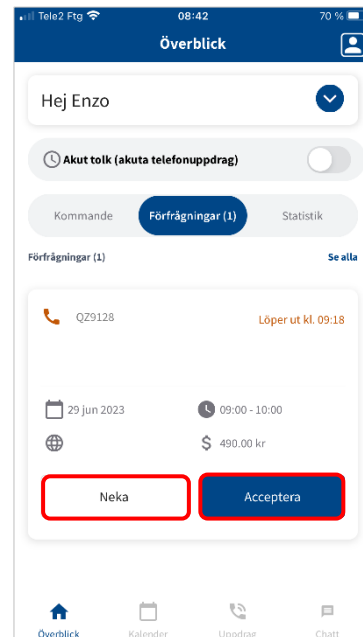 Tele2 Ftg 08:42 70 %
Överblick
Hej Enzo
Akut tolk (akuta telefonuppdrag)
Kommande Förfrågningar (1) Statistik
Förfrågningar (1) Se alla
QZ9128 Löper ut kl. 09:18
29 jun 2023 09:00 - 10:00
$ 490.00 kr
Neka Acceptera
Överblick Kalender Uppdrag Chatt